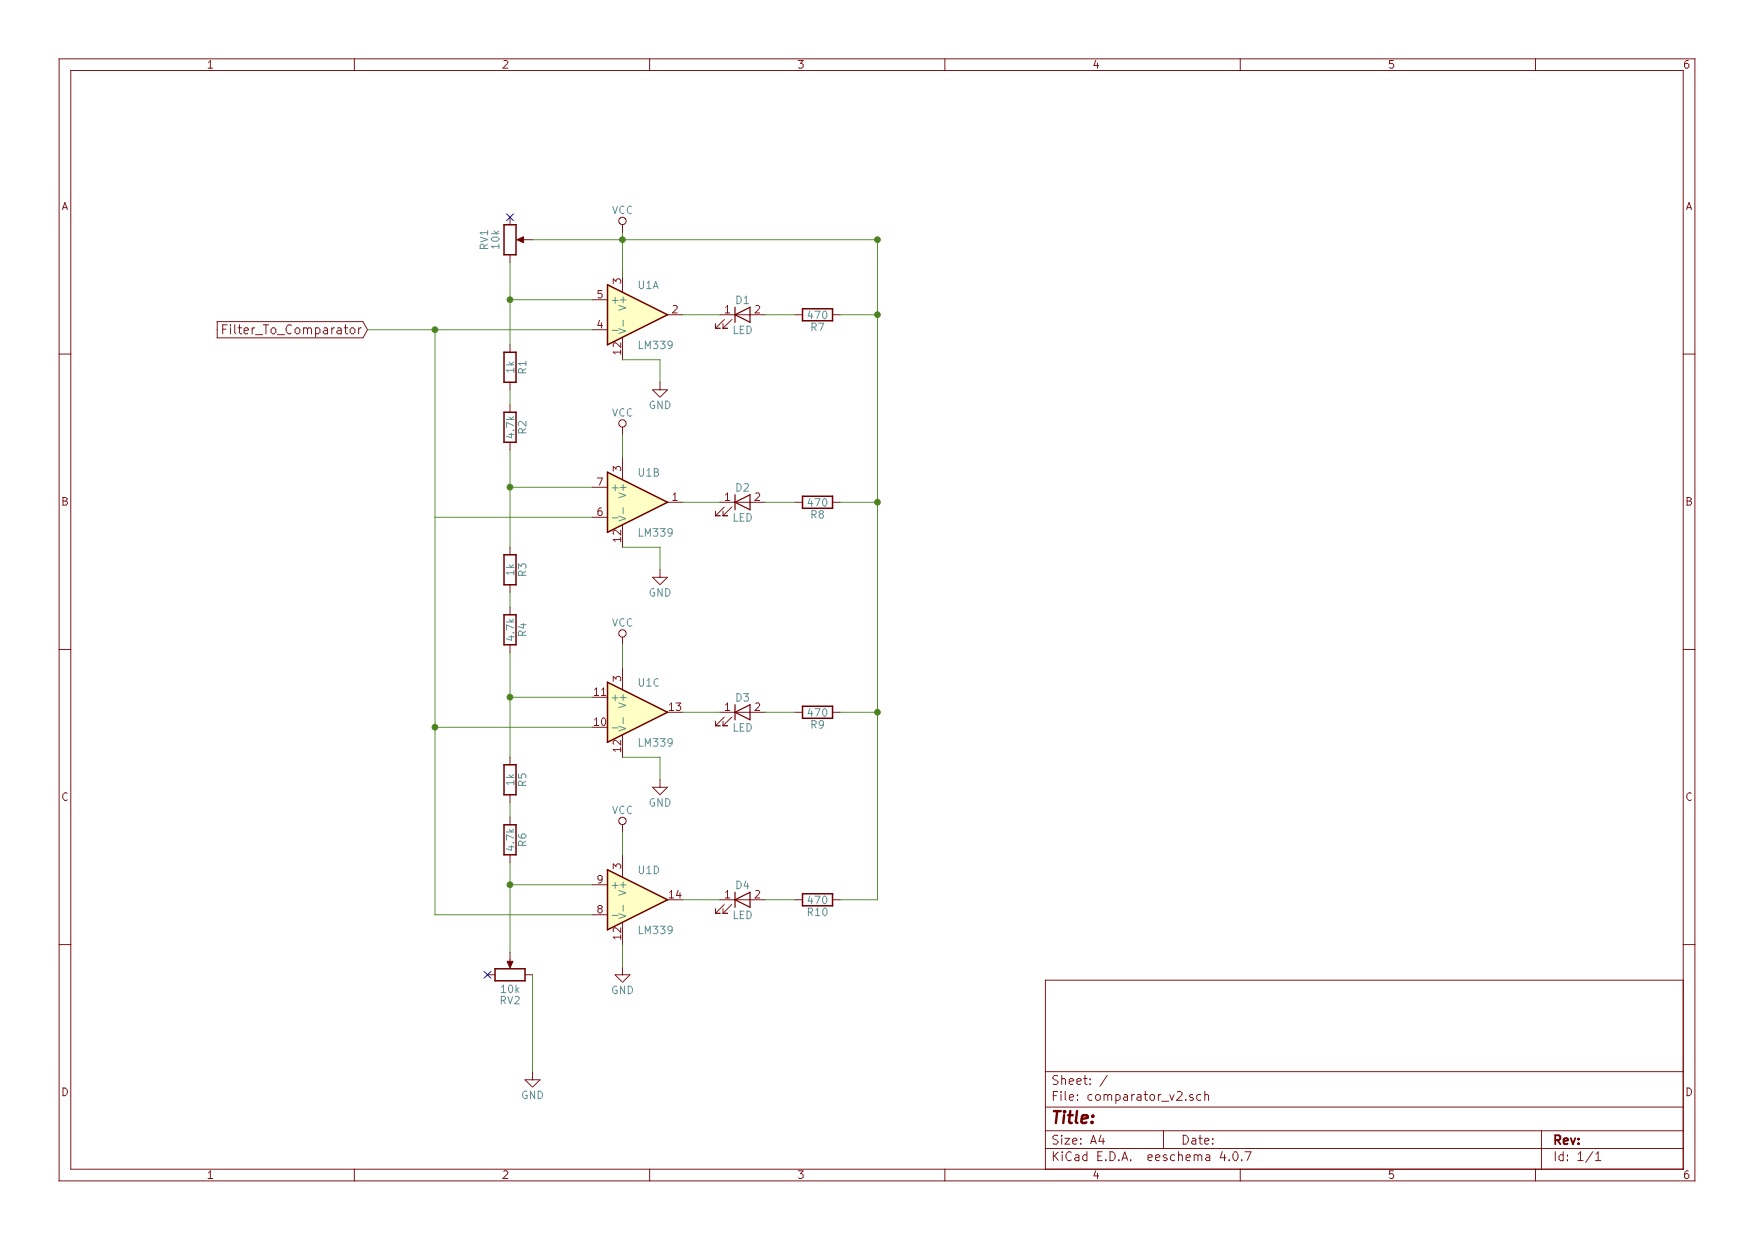 1 2 3 4 5 6
A A
VCC
RV1
10k
3
U1A
5
++
V+
2
D1
1 2
LED
470
R7
Filter_To_Comparator
4
V-
12
LM339
GND
1k
R1
VCC
4.7k
R2
3
U1B
7
++
V+
1
D2
1 2
LED
470
R8
B B
6
V-
12
LM339
GND
1k
R3
VCC
4.7k
R4
3
U1C
11
++
V+
13
D3
1 2
LED
470
R9
10
V-
12
LM339
GND
1k
R5
C C
VCC
4.7k
R6
3
U1D
9
++
V+
14
D4
1 2
LED
470
R10
8
V-
12
LM339
GND
10k
RV2
GND
D D
Sheet: /
File: comparator_v2.sch
Title:
Size: A4 Date: Rev:
KiCad E.D.A. eeschema 4.0.7 Id: 1/1
1 2 3 4 5 6